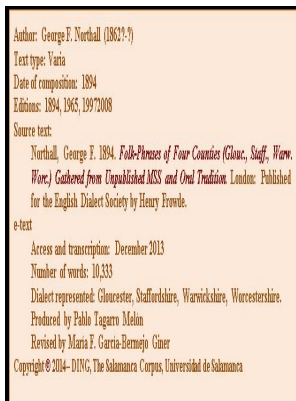 Author: George F. Northall (1862?-?)
Text type: Varia
Date of composition: 1894
Editions: 1894, 1965, 19972008
Source text:
Northall, George F. 1894. Folk-Phrases of Four Counties (Glouc., Staff., Warw.
Worc.) Gathered from Unpublished MSS and Oral Tradition. London: Published
for the English Dialect Society by Henry Frowde.
e-text
Access and transcription: December 2013
Number of words: 10,333
Dialect represented: Gloucester, Staffordshire, Warwickshire, Worcestershire.
Produced by Pablo Tagarro Melón
Revised by María F. García-Bermejo Giner
Copyright © 2014– DING, The Salamanca Corpus, Universidad de Salamanca